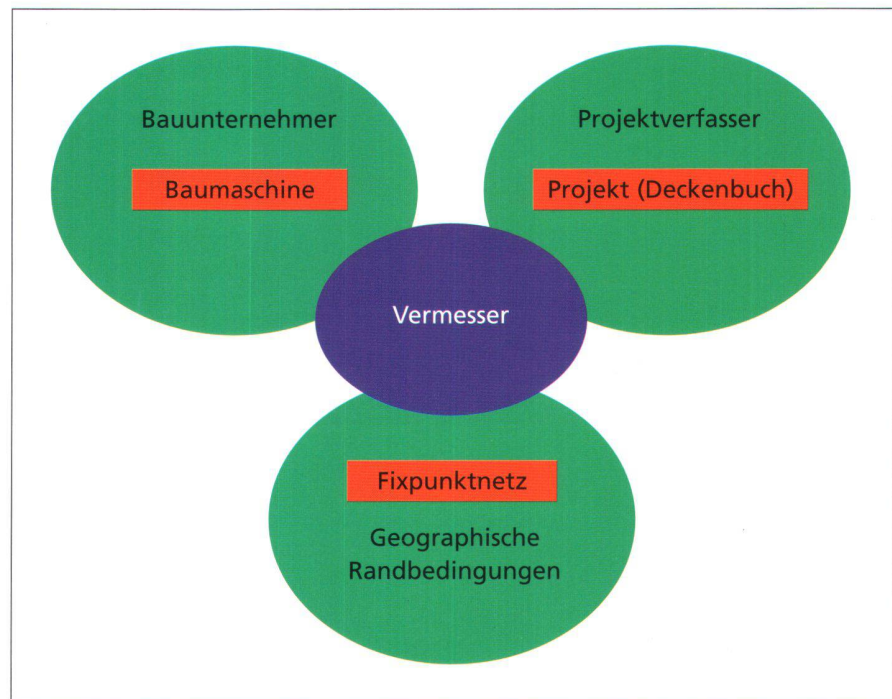 Bauunternehmer
Baumaschine
Projektverfasser
Projekt (Deckenbuch)
Vermesser
Fixpunktnetz
Geographische
Randbedingungen